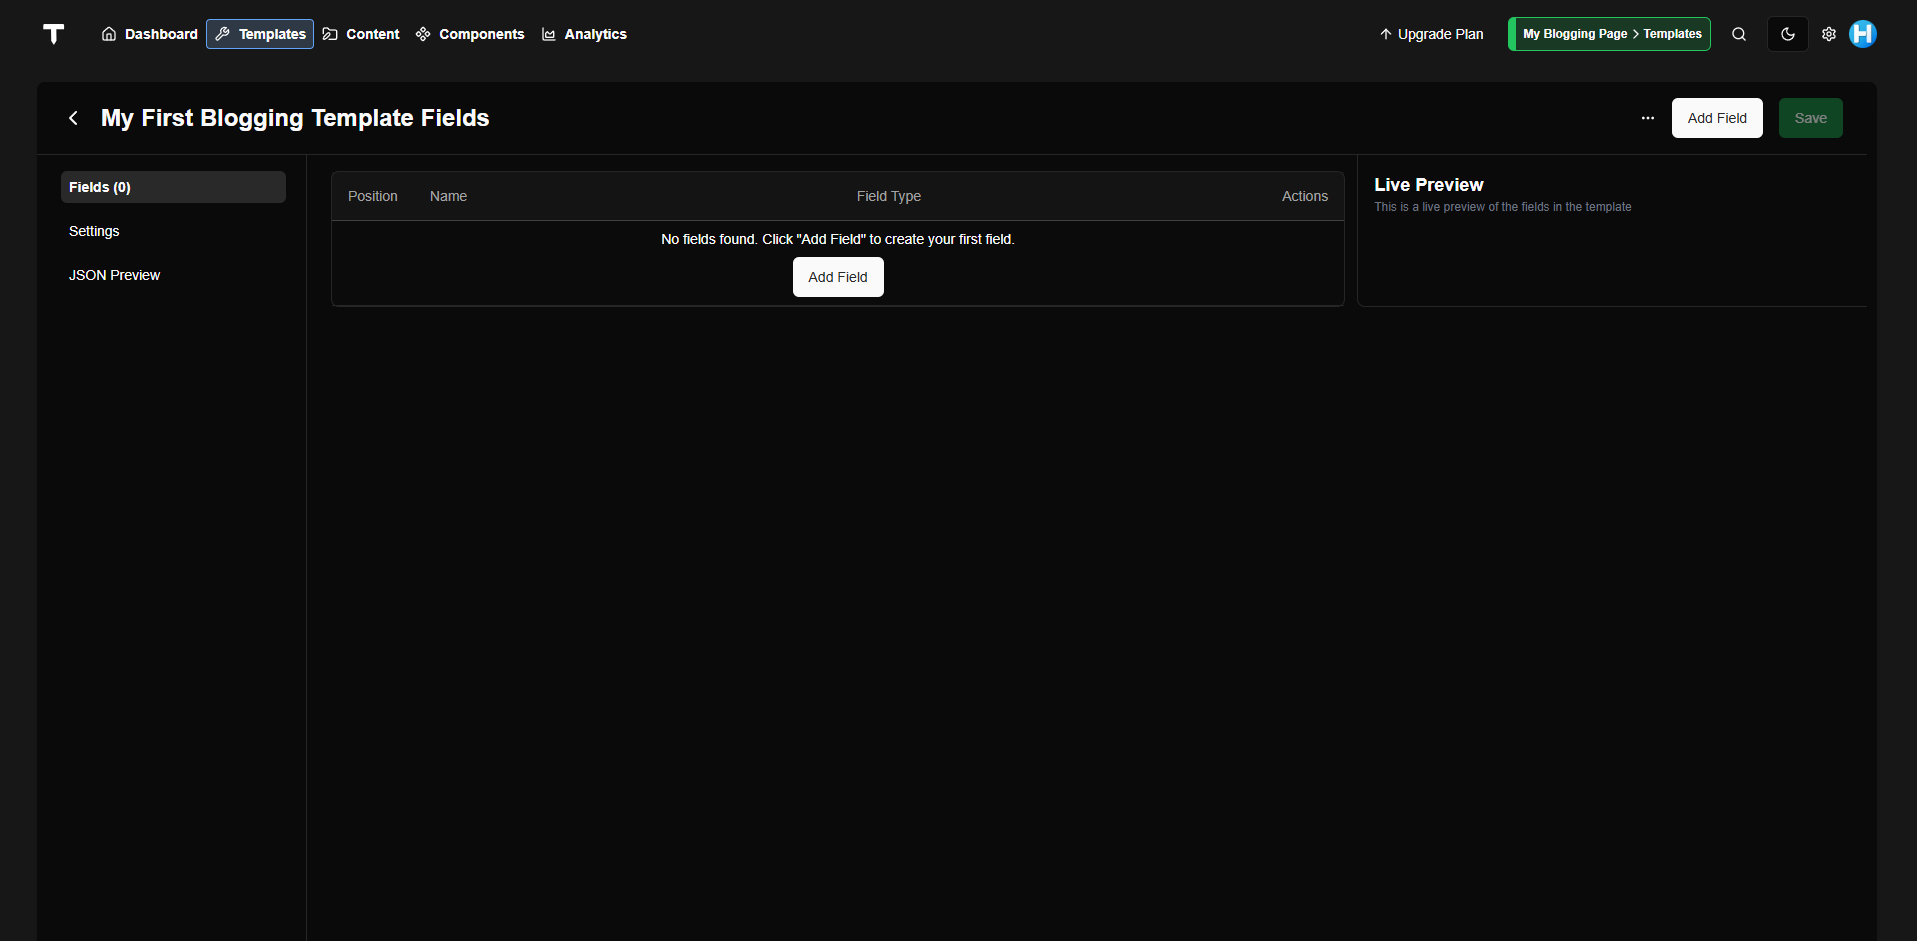 T
Dashboard
Templates
Content
Components
Analytics
Upgrade Plan
My Blogging Page > Templates
H
My First Blogging Template Fields
Add Field
Save
Fields (0)
Settings
JSON Preview
Position
Name
Field Type
Actions
No fields found. Click "Add Field" to create your first field.
Add Field
Live Preview
This is a live preview of the fields in the template